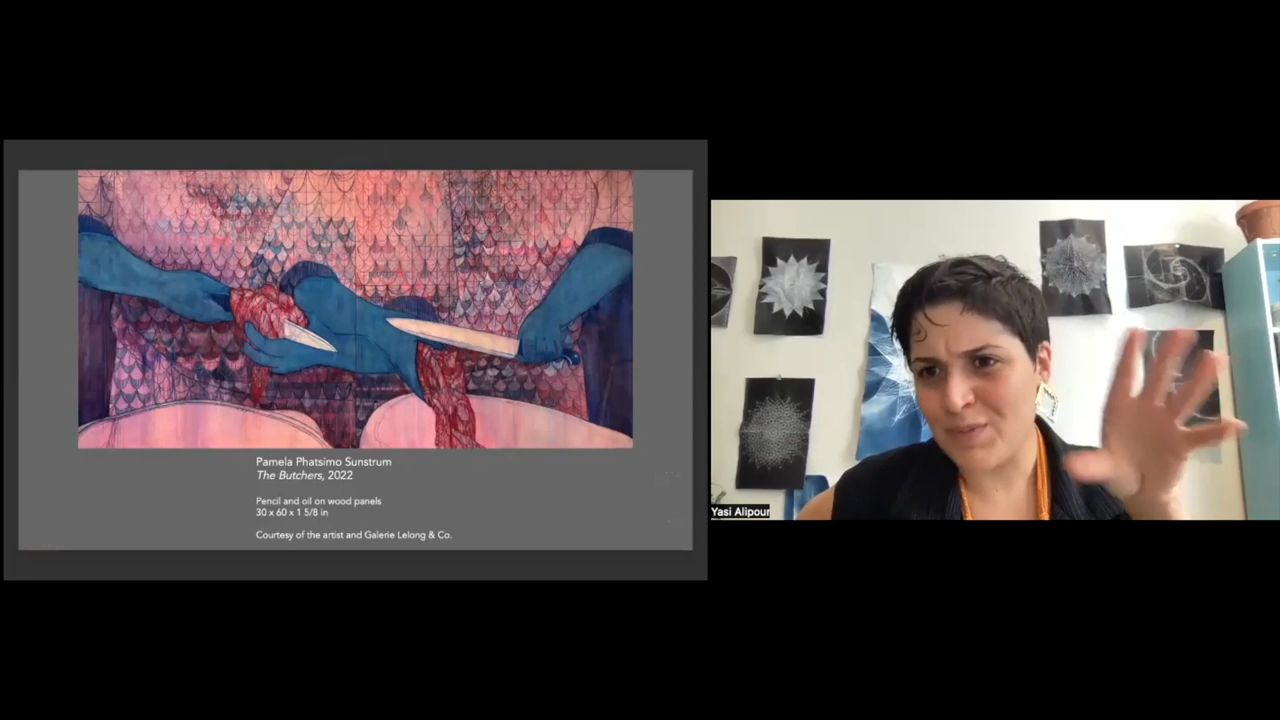 Pamela Phatsimo Sunstrum
The Butchers, 2022
Pencil and oil on wood panels
30 x 60 x 1 5/8 in
Courtesy of the artist and Galerie Lelong & Co.
Yasi Alipour